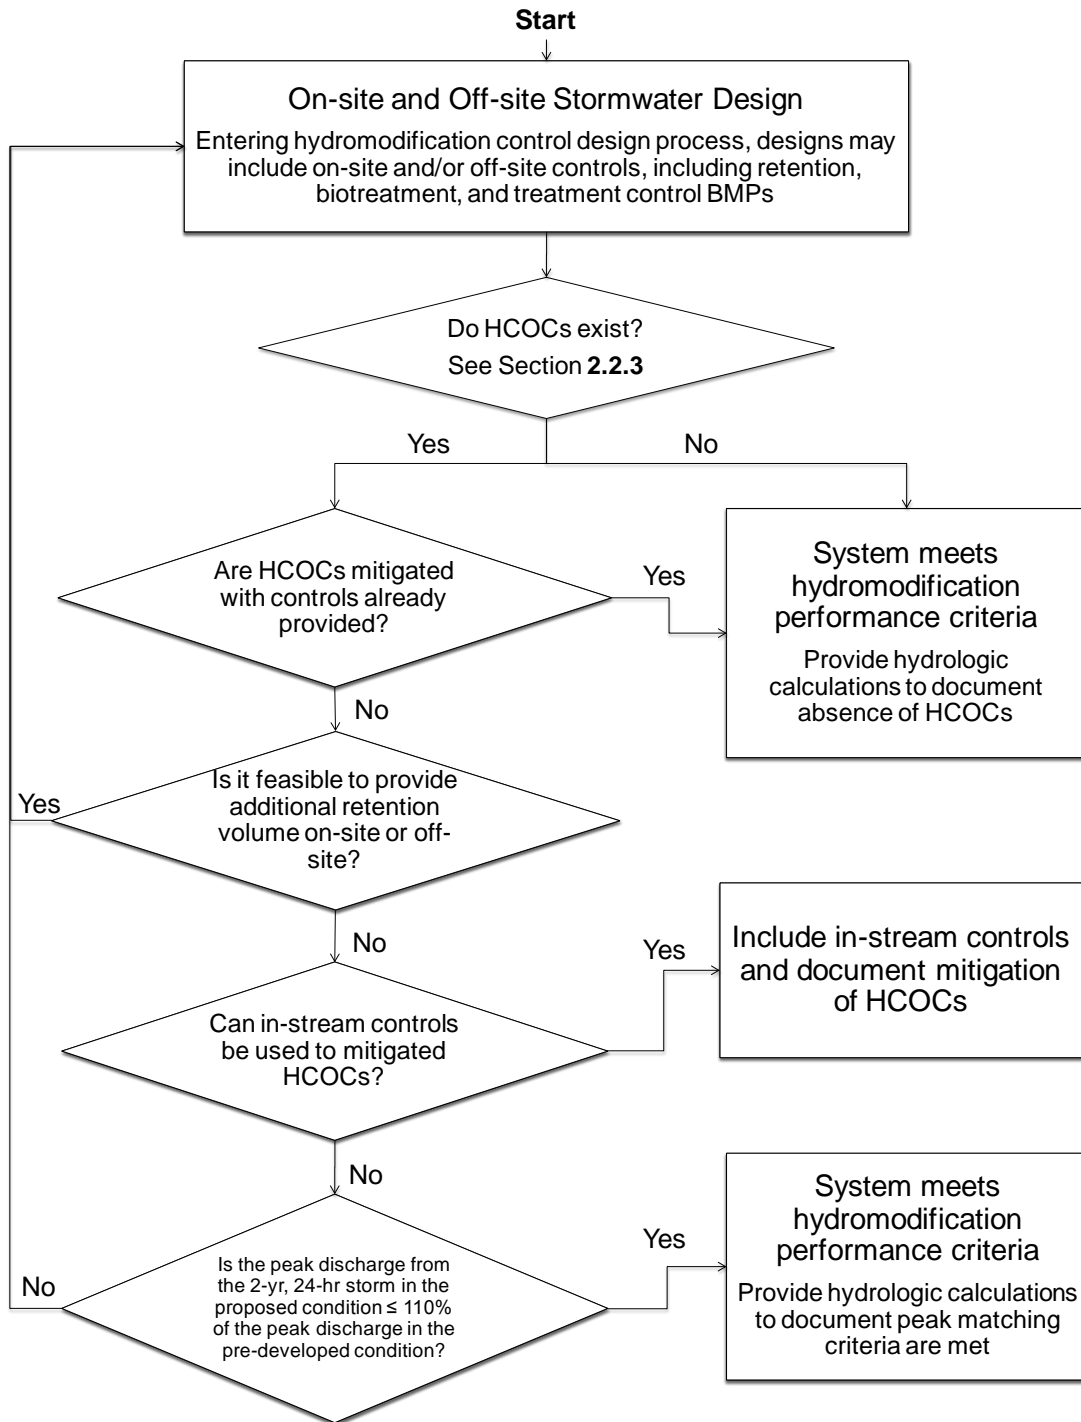 Start
On-site and Off-site Stormwater Design
Entering hydromodification control design process, designs may
include on-site and/or off-site controls, including retention,
biotreatment, and treatment control BMPs
Do HCOCs exist?
See Section 2.2.3
Yes
No
Are HCOCs mitigated
with controls already
provided?
Yes
System meets
hydromodification
performance criteria
Provide hydrologic
calculations to document
absence of HCOCs
No
Is it feasible to provide
additional retention
volume on-site or off-
site?
Yes
No
Can in-stream controls
be used to mitigated
HCOCs?
Yes
Include in-stream controls
and document mitigation
of HCOCs
No
Is the peak discharge from
the 2-yr, 24-hr storm in the
proposed condition ≤ 110%
of the peak discharge in the
pre-developed condition?
No
Yes
System meets
hydromodification
performance criteria
Provide hydrologic calculations
to document peak matching
criteria are met